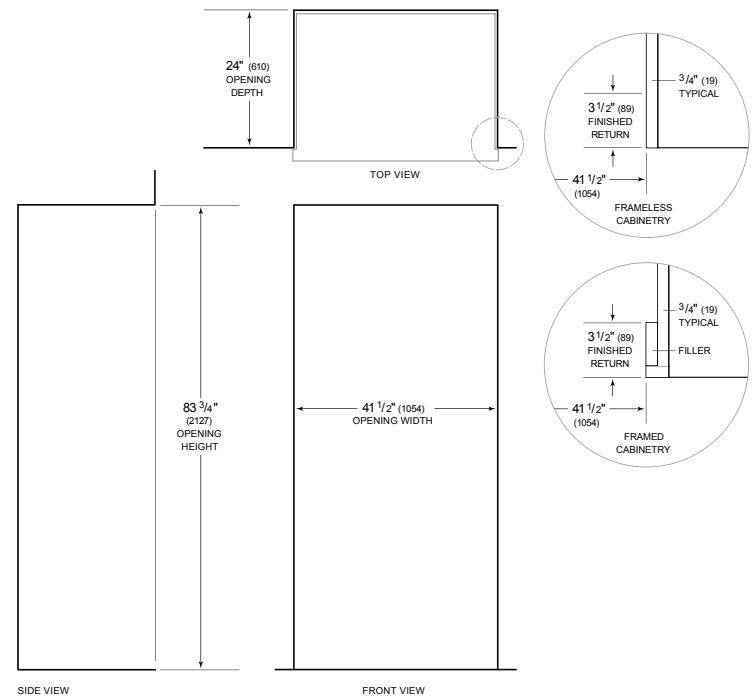 24" (610)
OPENING
DEPTH
TOP VIEW
3/4" (19)
TYPICAL
3 1/2" (89)
FINISHED
RETURN
41 1/2"
(1054)
FRAMELESS
CABINETRY
3/4" (19)
TYPICAL
3 1/2" (89)
FINISHED
RETURN
FILLER
41 1/2"
(1054)
FRAMED
CABINETRY
83 3/4"
(2127)
OPENING
HEIGHT
41 1/2" (1054)
OPENING WIDTH
SIDE VIEW
FRONT VIEW